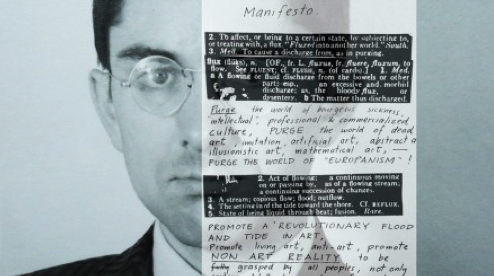 Manifesto.
2. To affect, or bring to a certain state, by subjecting to,
or treating with, a flux. "Fluxed into another world." South.
3. Med. To cause a discharge from, as in purging.
flux (flŭks), n. [OF., fr. L. fluxus, fr. fluere, fluxum, to
flow. See FLUENT; cf. FLUSH, n. (of cards).] 1. Med.
a A flowing or fluid discharge from the bowels or other
part; esp., an excessive and morbid
discharge; as, the bloody flux, or
dysentery. b The matter thus discharged.
Purge the world of bourgeois sickness,
"intellectual", professional & commercialized
culture, PURGE the world of dead
art, imitation, artificial art, abstract art,
illusionistic art, mathematical art, —
PURGE THE WORLD OF "EUROPANISM" !
2. Act of flowing: a continuous moving
on or passing by, as of a flowing stream;
a continuing succession of changes.
3. A stream; copious flow; flood; outflow.
4. The setting in of the tide toward the shore. Cf. REFLUX.
5. State of being liquid through heat; fusion. Rare.
PROMOTE A REVOLUTIONARY FLOOD
AND TIDE IN ART,
Promote living art, anti-art, promote
NON ART REALITY to be
fully grasped by all peoples, not only